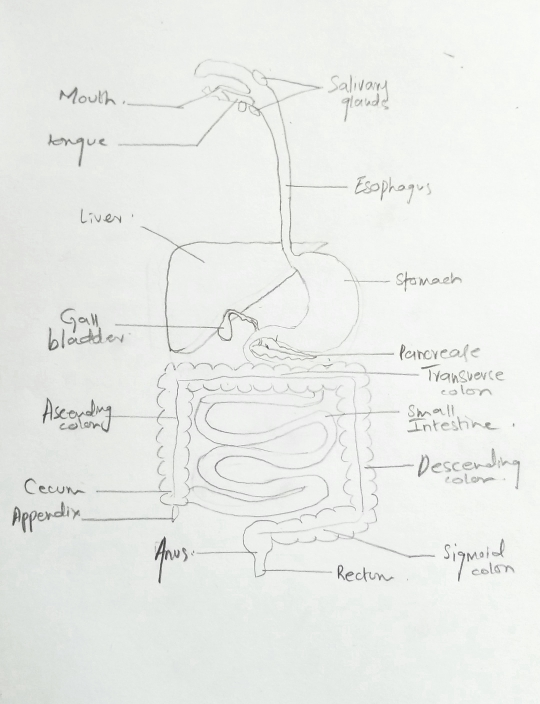 Mouth.
Salivary
glands
tongue
Esophagus
Liver.
Stomach
Gall
bladder.
Pancreafe
Transverse
colon
Ascending
colon
Small
Intestine.
Descending
colon.
Cecum
Appendix
Anus.
Sigmoid
colon
Rectum.